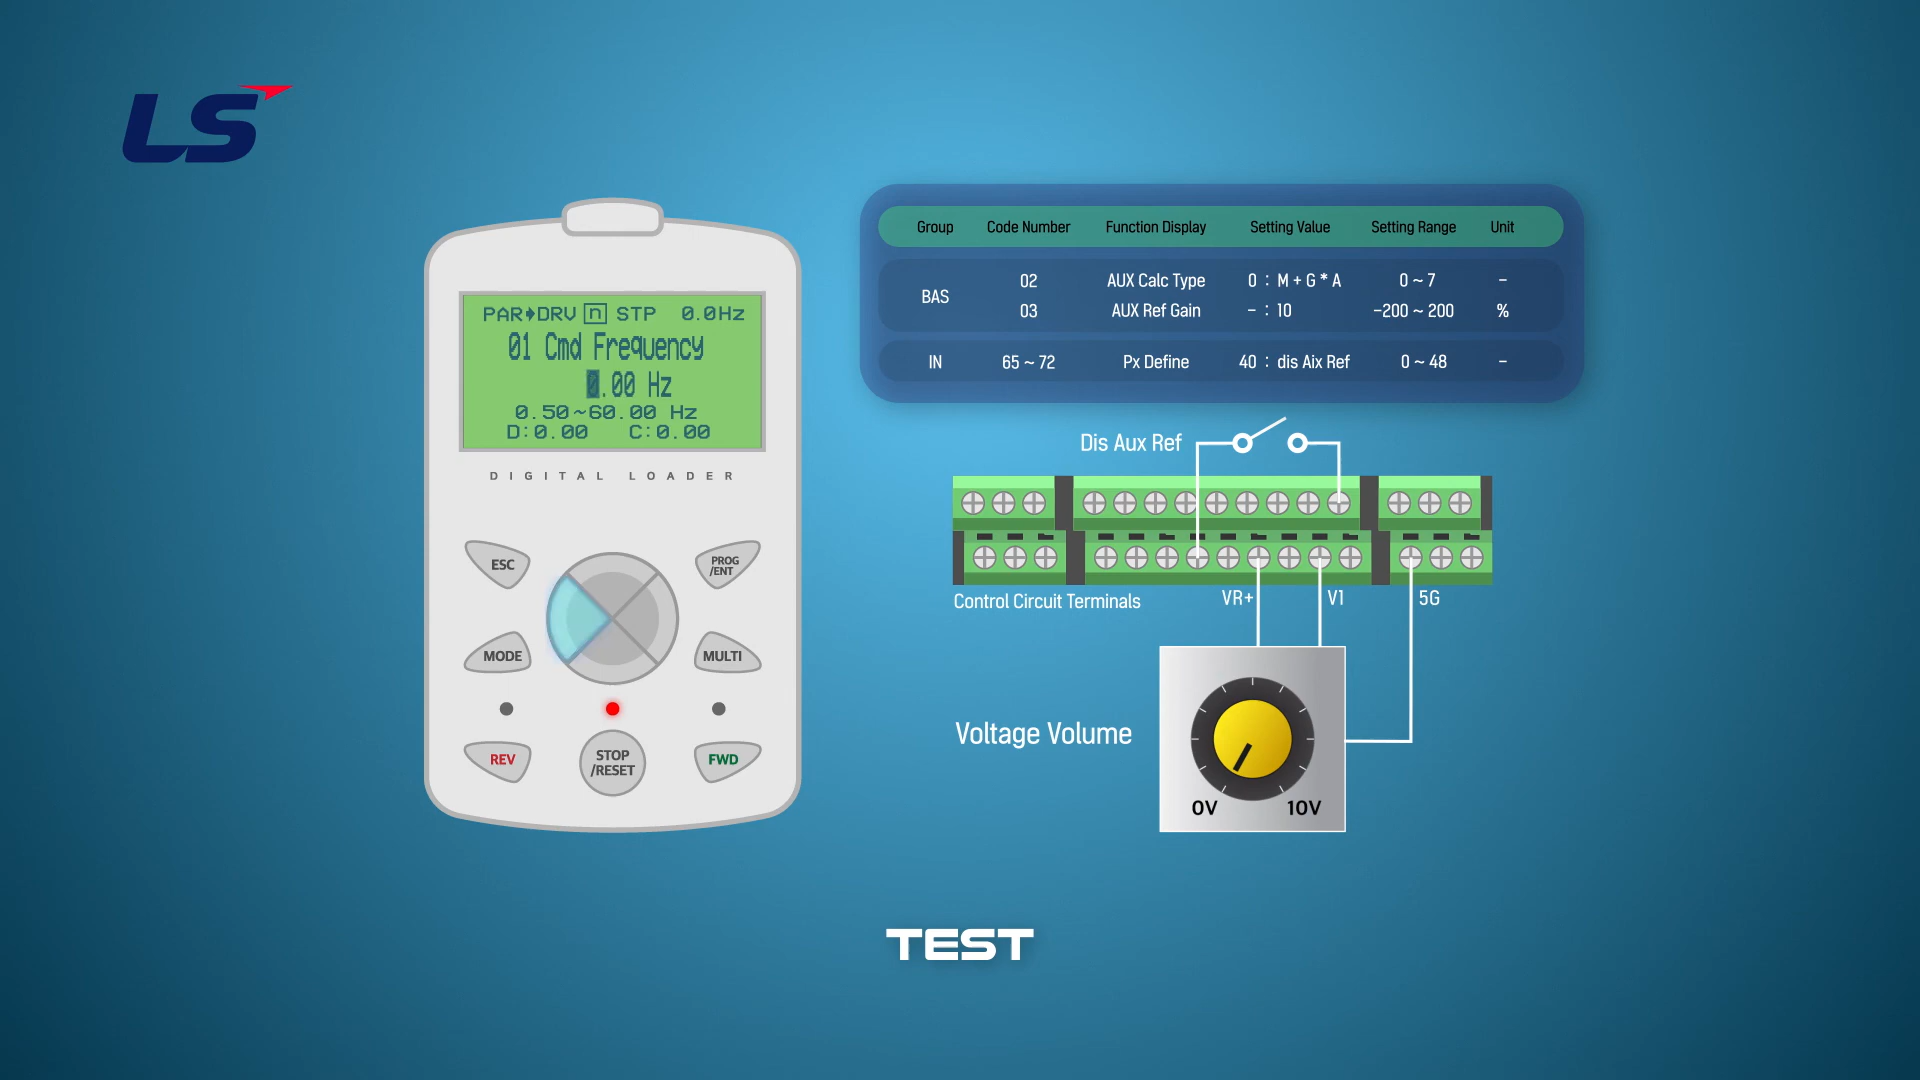 LS
PAR➧DRV n STP 0.0Hz
01 Cmd Frequency
0.00 Hz
0.50~60.00 Hz
D:0.00 C:0.00
DIGITAL LOADER
ESC
PROG
/ENT
MODE
MULTI
REV
STOP
/RESET
FWD
Group Code Number Function Display Setting Value Setting Range Unit
BAS
02 AUX Calc Type 0 : M + G * A 0 ~ 7 –
03 AUX Ref Gain – : 10 –200 ~ 200 %
IN 65 ~ 72 Px Define 40 : dis Aix Ref 0 ~ 48 –
Dis Aux Ref
Control Circuit Terminals
VR+
V1
5G
Voltage Volume
0V 10V
TEST